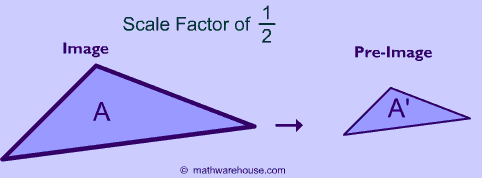 Scale Factor of 1/2
Image
Pre-Image
A
A'
© mathwarehouse.com